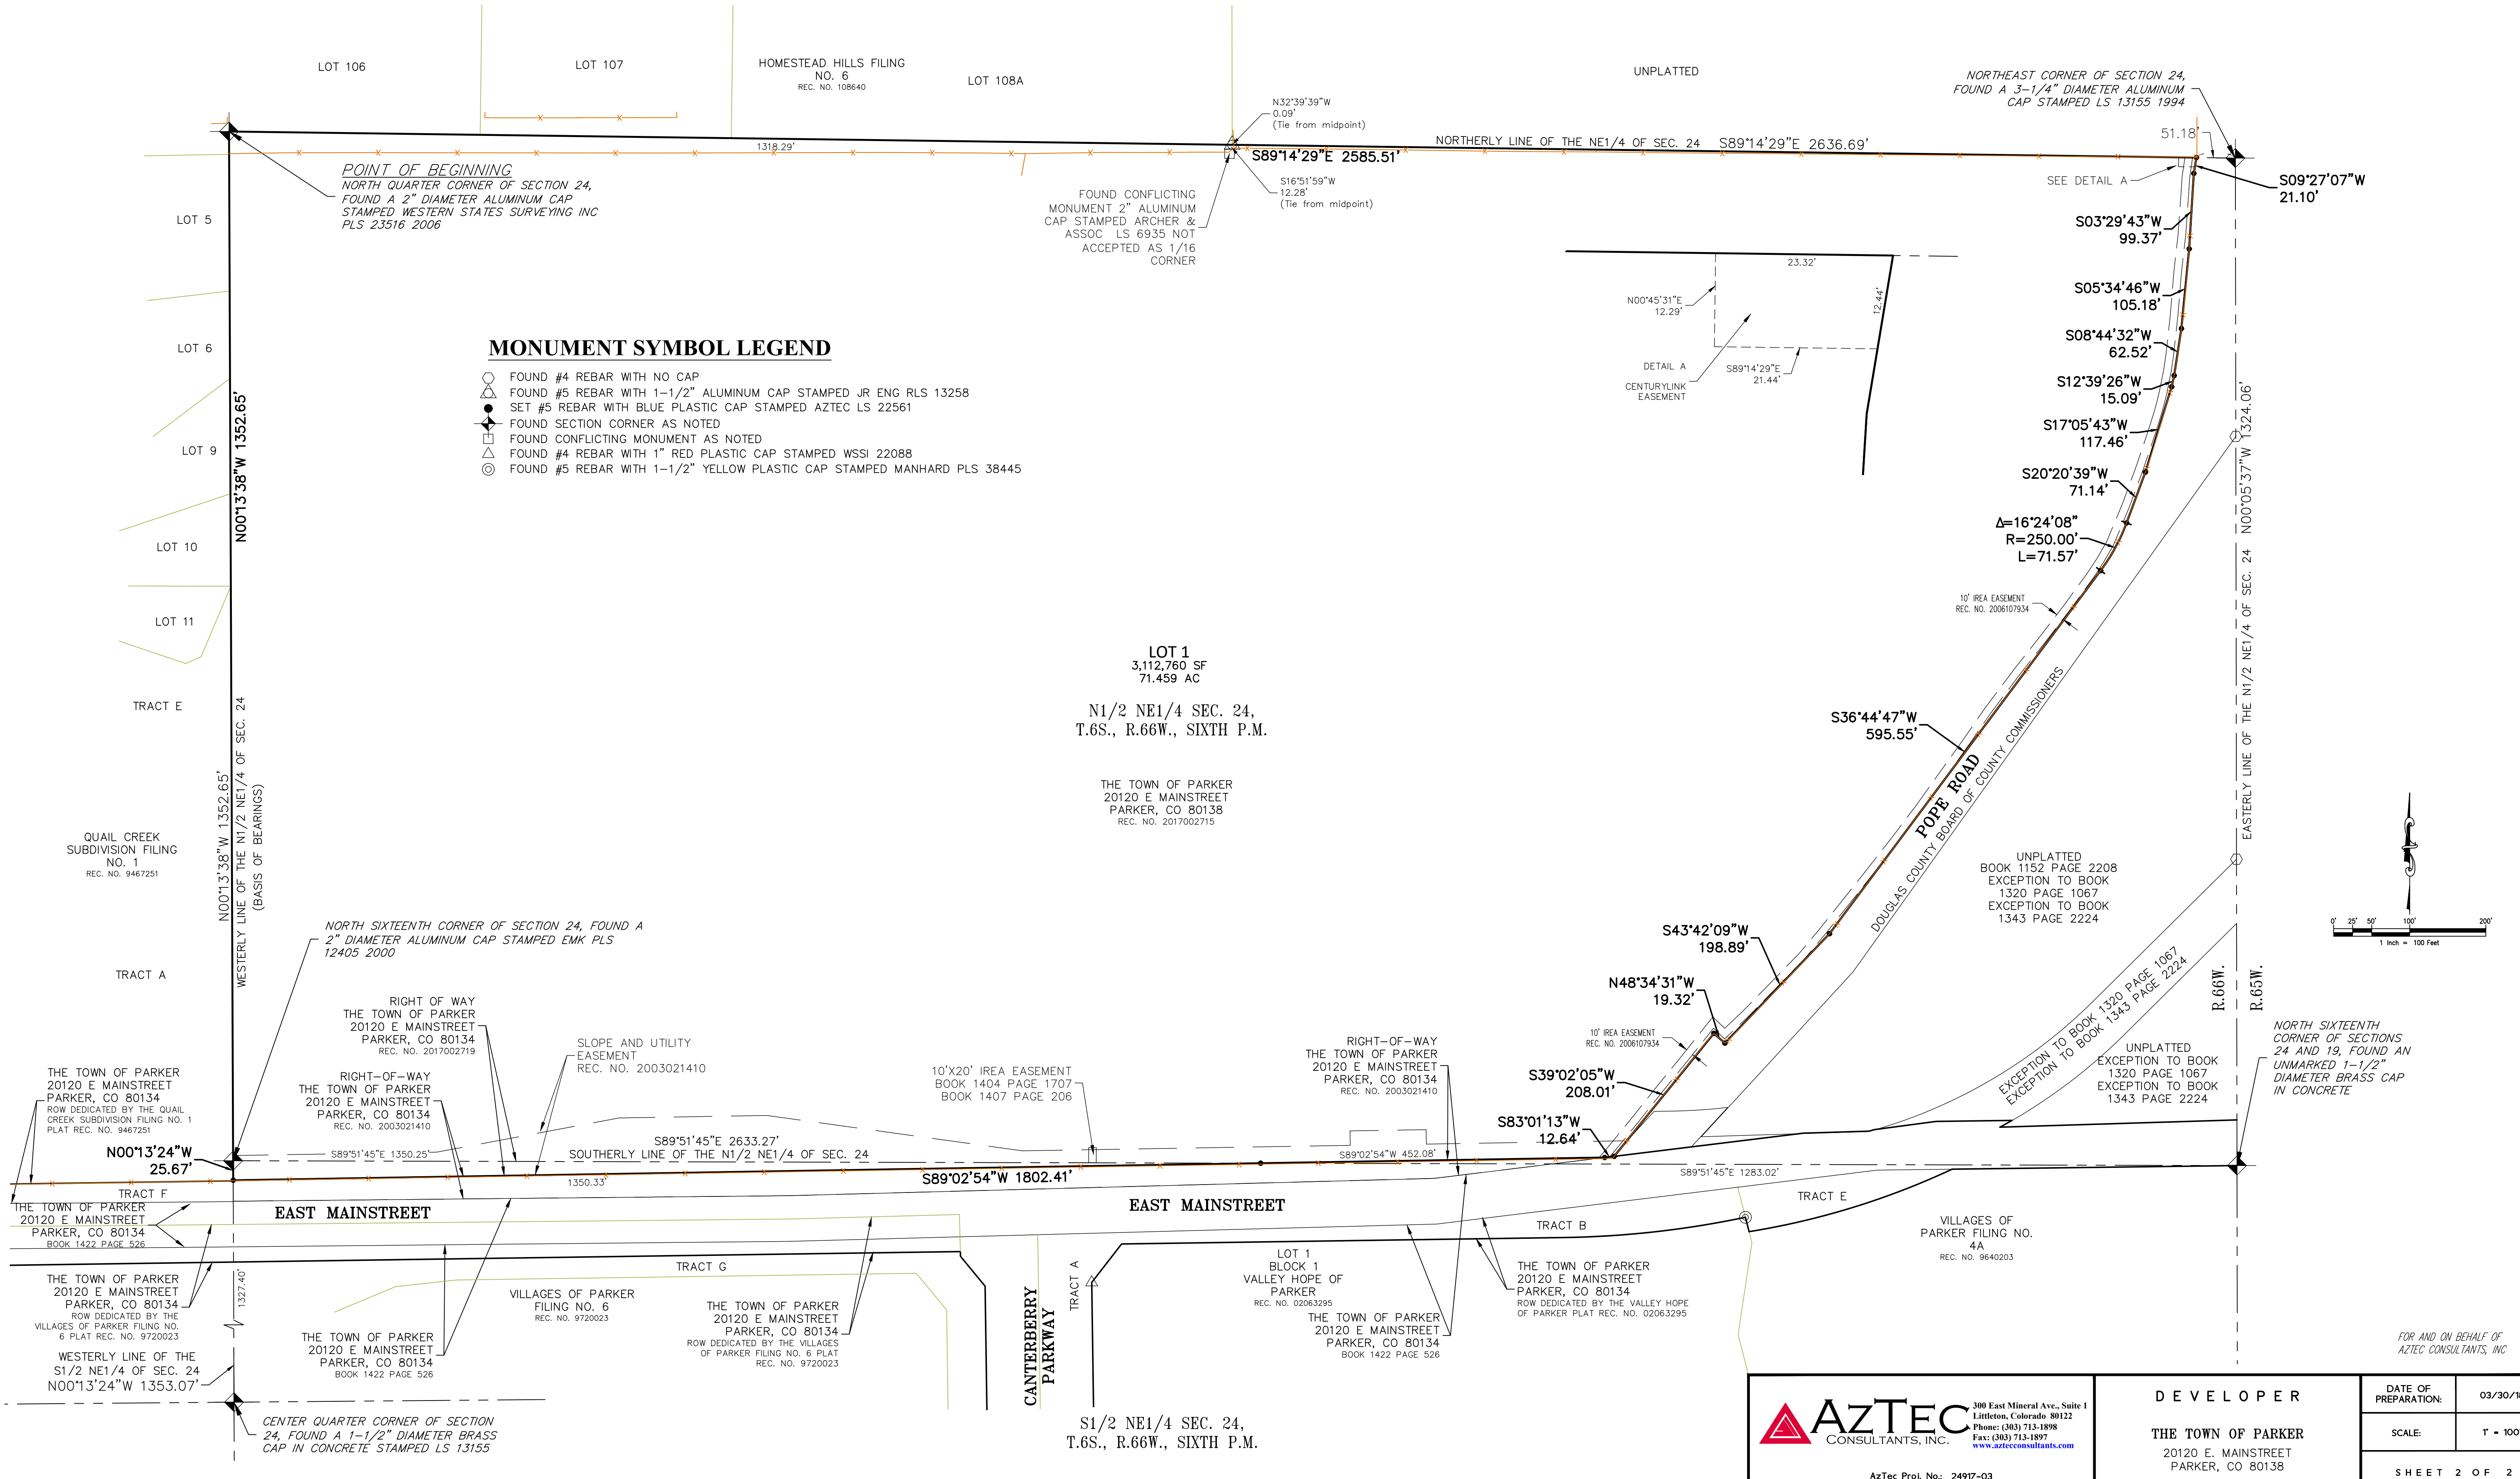 LOT 106
LOT 107
HOMESTEAD HILLS FILING
NO. 6
REC. NO. 108640
LOT 108A
UNPLATTED
NORTHEAST CORNER OF SECTION 24,
FOUND A 3-1/4" DIAMETER ALUMINUM
CAP STAMPED LS 13155 1994
N32°39'39"W
0.09'
(Tie from midpoint)
NORTHERLY LINE OF THE NE1/4 OF SEC. 24 S89°14'29"E 2636.69'
51.18'
1318.29'
S89°14'29"E 2585.51'
POINT OF BEGINNING
NORTH QUARTER CORNER OF SECTION 24,
FOUND A 2" DIAMETER ALUMINUM CAP
STAMPED WESTERN STATES SURVEYING INC
PLS 23516 2006
S16°51'59"W
12.28'
(Tie from midpoint)
FOUND CONFLICTING
MONUMENT 2" ALUMINUM
CAP STAMPED ARCHER &
ASSOC LS 6935 NOT
ACCEPTED AS 1/16
CORNER
SEE DETAIL A
S09°27'07"W
21.10'
S03°29'43"W
99.37'
S05°34'46"W
105.18'
S08°44'32"W
62.52'
S12°39'26"W
15.09'
S17°05'43"W
117.46'
S20°20'39"W
71.14'
Δ=16°24'08"
R=250.00'
L=71.57'
23.32'
N00°45'31"E
12.29'
12.44'
DETAIL A
CENTURYLINK
EASEMENT
S89°14'29"E
21.44'
LOT 5
LOT 6
LOT 9
LOT 10
LOT 11
TRACT E
N00°13'38"W 1352.65'
MONUMENT SYMBOL LEGEND
FOUND #4 REBAR WITH NO CAP
FOUND #5 REBAR WITH 1-1/2" ALUMINUM CAP STAMPED JR ENG RLS 13258
SET #5 REBAR WITH BLUE PLASTIC CAP STAMPED AZTEC LS 22561
FOUND SECTION CORNER AS NOTED
FOUND CONFLICTING MONUMENT AS NOTED
FOUND #4 REBAR WITH 1" RED PLASTIC CAP STAMPED WSSI 22088
FOUND #5 REBAR WITH 1-1/2" YELLOW PLASTIC CAP STAMPED MANHARD PLS 38445
EASTERLY LINE OF THE N1/2 NE1/4 OF SEC. 24 N00°05'37"W 1324.06'
10' IREA EASEMENT
REC. NO. 2006107934
LOT 1
3,112,760 SF
71.459 AC
N1/2 NE1/4 SEC. 24,
T.6S., R.66W., SIXTH P.M.
THE TOWN OF PARKER
20120 E MAINSTREET
PARKER, CO 80138
REC. NO. 2017002715
S36°44'47"W
595.55'
POPE ROAD
DOUGLAS COUNTY BOARD OF COUNTY COMMISSIONERS
N00°13'38"W 1352.65'
WESTERLY LINE OF THE N1/2 NE1/4 OF SEC. 24
(BASIS OF BEARINGS)
QUAIL CREEK
SUBDIVISION FILING
NO. 1
REC. NO. 9467251
TRACT A
UNPLATTED
BOOK 1152 PAGE 2208
EXCEPTION TO BOOK
1320 PAGE 1067
EXCEPTION TO BOOK
1343 PAGE 2224
0' 25' 50' 100' 200'
1 Inch = 100 Feet
NORTH SIXTEENTH CORNER OF SECTION 24, FOUND A
2" DIAMETER ALUMINUM CAP STAMPED EMK PLS
12405 2000
S43°42'09"W
198.89'
N48°34'31"W
19.32'
10' IREA EASEMENT
REC. NO. 2006107934
S39°02'05"W
208.01'
S83°01'13"W
12.64'
EXCEPTION TO BOOK 1320 PAGE 1067
EXCEPTION TO BOOK 1343 PAGE 2224
R.66W.
R.65W.
UNPLATTED
EXCEPTION TO BOOK
1320 PAGE 1067
EXCEPTION TO BOOK
1343 PAGE 2224
NORTH SIXTEENTH
CORNER OF SECTIONS
24 AND 19, FOUND AN
UNMARKED 1-1/2"
DIAMETER BRASS CAP
IN CONCRETE
RIGHT OF WAY
THE TOWN OF PARKER
20120 E MAINSTREET
PARKER, CO 80134
REC. NO. 2017002719
SLOPE AND UTILITY
EASEMENT
REC. NO. 2003021410
RIGHT-OF-WAY
THE TOWN OF PARKER
20120 E MAINSTREET
PARKER, CO 80134
REC. NO. 2003021410
10'X20' IREA EASEMENT
BOOK 1404 PAGE 1707
BOOK 1407 PAGE 206
RIGHT-OF-WAY
THE TOWN OF PARKER
20120 E MAINSTREET
PARKER, CO 80134
REC. NO. 2003021410
THE TOWN OF PARKER
20120 E MAINSTREET
PARKER, CO 80134
ROW DEDICATED BY THE QUAIL
CREEK SUBDIVISION FILING NO. 1
PLAT REC. NO. 9467251
N00°13'24"W
25.67'
S89°51'45"E 1350.25'
S89°51'45"E 2633.27'
SOUTHERLY LINE OF THE N1/2 NE1/4 OF SEC. 24
S89°02'54"W 452.08'
1350.33'
S89°02'54"W 1802.41'
S89°51'45"E 1283.02'
TRACT F
EAST MAINSTREET
EAST MAINSTREET
TRACT E
TRACT B
THE TOWN OF PARKER
20120 E MAINSTREET
PARKER, CO 80134
BOOK 1422 PAGE 526
THE TOWN OF PARKER
20120 E MAINSTREET
PARKER, CO 80134
ROW DEDICATED BY THE
VILLAGES OF PARKER FILING NO.
6 PLAT REC. NO. 9720023
1327.40'
TRACT G
VILLAGES OF PARKER
FILING NO. 6
REC. NO. 9720023
THE TOWN OF PARKER
20120 E MAINSTREET
PARKER, CO 80134
BOOK 1422 PAGE 526
THE TOWN OF PARKER
20120 E MAINSTREET
PARKER, CO 80134
ROW DEDICATED BY THE VILLAGES
OF PARKER FILING NO. 6 PLAT
REC. NO. 9720023
CANTERBERRY
PARKWAY
TRACT A
LOT 1
BLOCK 1
VALLEY HOPE OF
PARKER
REC. NO. 02063295
THE TOWN OF PARKER
20120 E MAINSTREET
PARKER, CO 80134
BOOK 1422 PAGE 526
THE TOWN OF PARKER
20120 E MAINSTREET
PARKER, CO 80134
ROW DEDICATED BY THE VALLEY HOPE
OF PARKER PLAT REC. NO. 02063295
VILLAGES OF
PARKER FILING NO.
4A
REC. NO. 9640203
WESTERLY LINE OF THE
S1/2 NE1/4 OF SEC. 24
N00°13'24"W 1353.07'
CENTER QUARTER CORNER OF SECTION
24, FOUND A 1-1/2" DIAMETER BRASS
CAP IN CONCRETE STAMPED LS 13155
S1/2 NE1/4 SEC. 24,
T.6S., R.66W., SIXTH P.M.
FOR AND ON BEHALF OF
AZTEC CONSULTANTS, INC
AZTEC
CONSULTANTS, INC.
300 East Mineral Ave., Suite 1
Littleton, Colorado 80122
Phone: (303) 713-1898
Fax: (303) 713-1897
www.aztecconsultants.com
AzTec Proj. No.: 24917-03
DEVELOPER
THE TOWN OF PARKER
20120 E. MAINSTREET
PARKER, CO 80138
DATE OF
PREPARATION:
03/30/18
SCALE:
1" = 100'
SHEET 2 OF 2